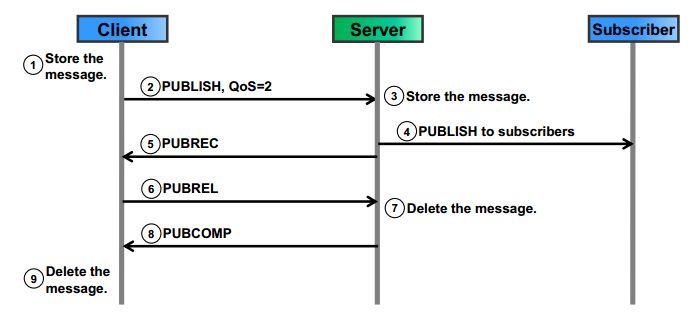 Client
Server
Subscriber
1 Store the
message.
2 PUBLISH, QoS=2
3 Store the message.
4 PUBLISH to subscribers
5 PUBREC
6 PUBREL
7 Delete the message.
8 PUBCOMP
9 Delete the
message.